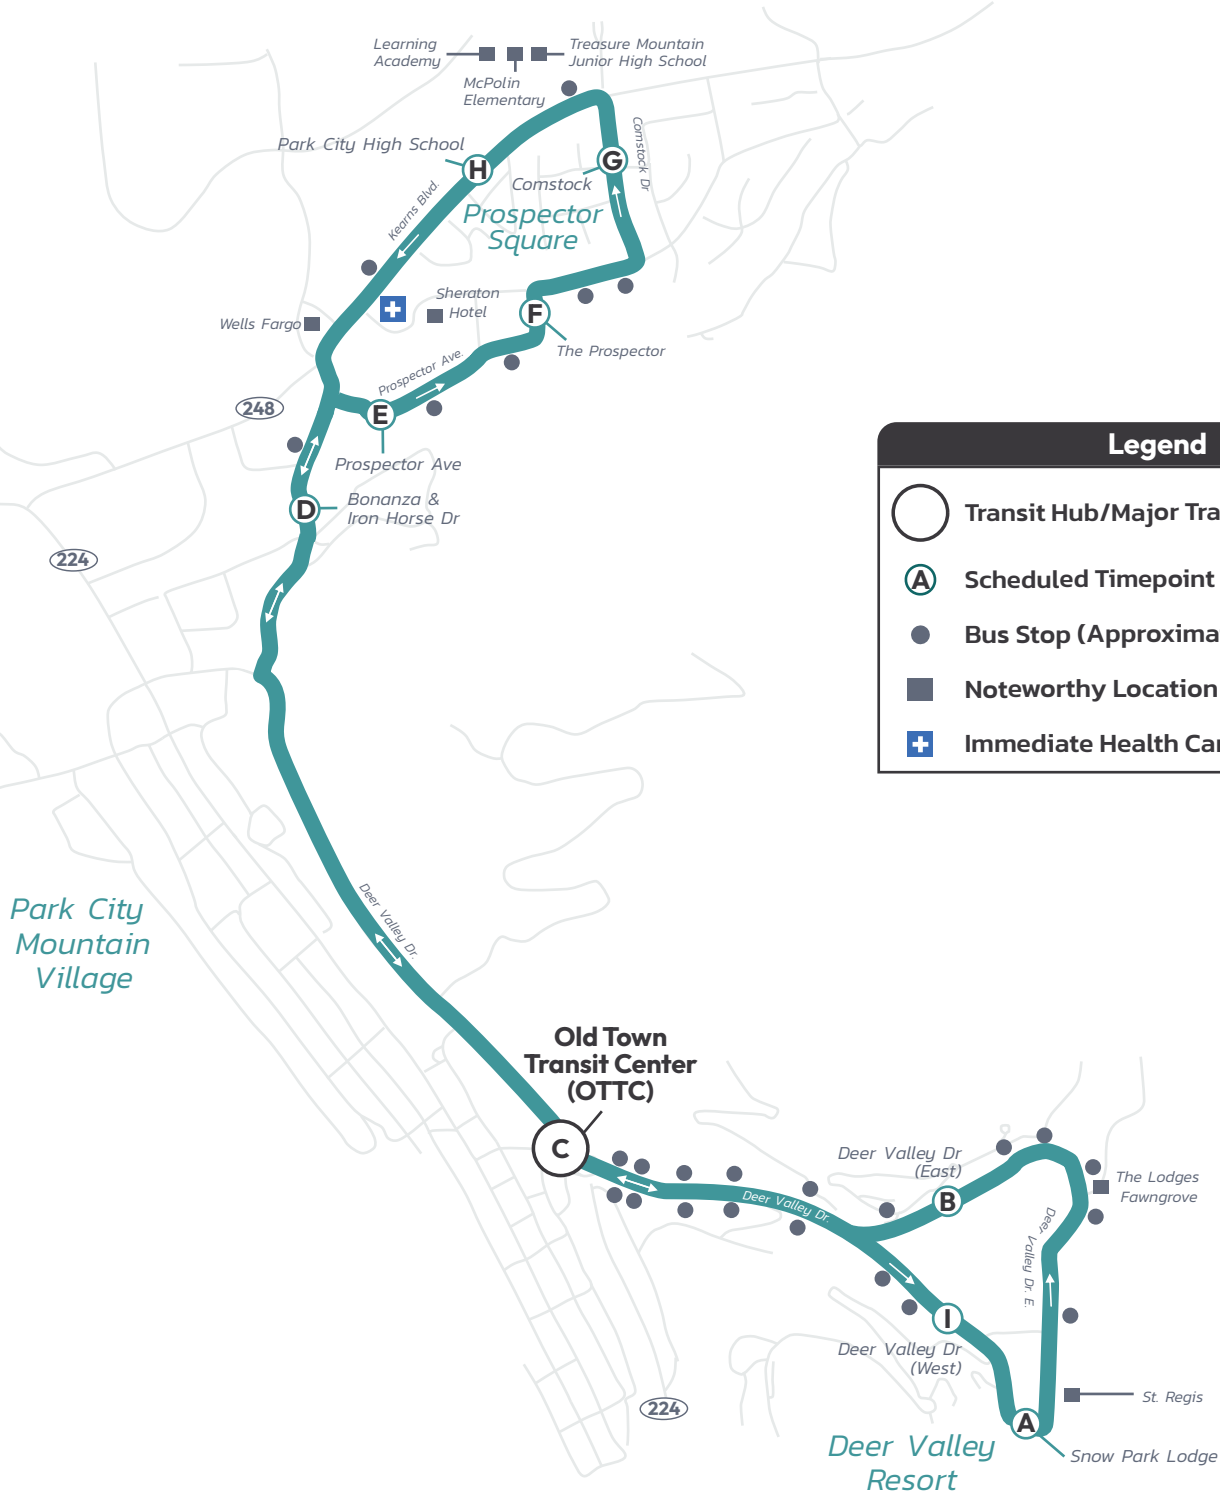 Learning
Academy
McPolin
Elementary
Treasure Mountain
Junior High School
Park City High School
H
G
Comstock Dr
Comstock
Kearns Blvd.
Prospector
Square
Sheraton
Hotel
Wells Fargo
F
The Prospector
Prospector Ave.
248
E
Prospector Ave
D
Bonanza &
Iron Horse Dr
224
Legend
Transit Hub/Major Tra
A
Scheduled Timepoint
Bus Stop (Approxima
Noteworthy Location
Immediate Health Car
Park City
Mountain
Village
Deer Valley Dr.
Old Town
Transit Center
(OTTC)
C
Deer Valley Dr.
Deer Valley Dr
(East)
B
The Lodges
Fawngrove
Deer Valley Dr. E.
I
Deer Valley Dr
(West)
224
St. Regis
A
Snow Park Lodge
Deer Valley
Resort